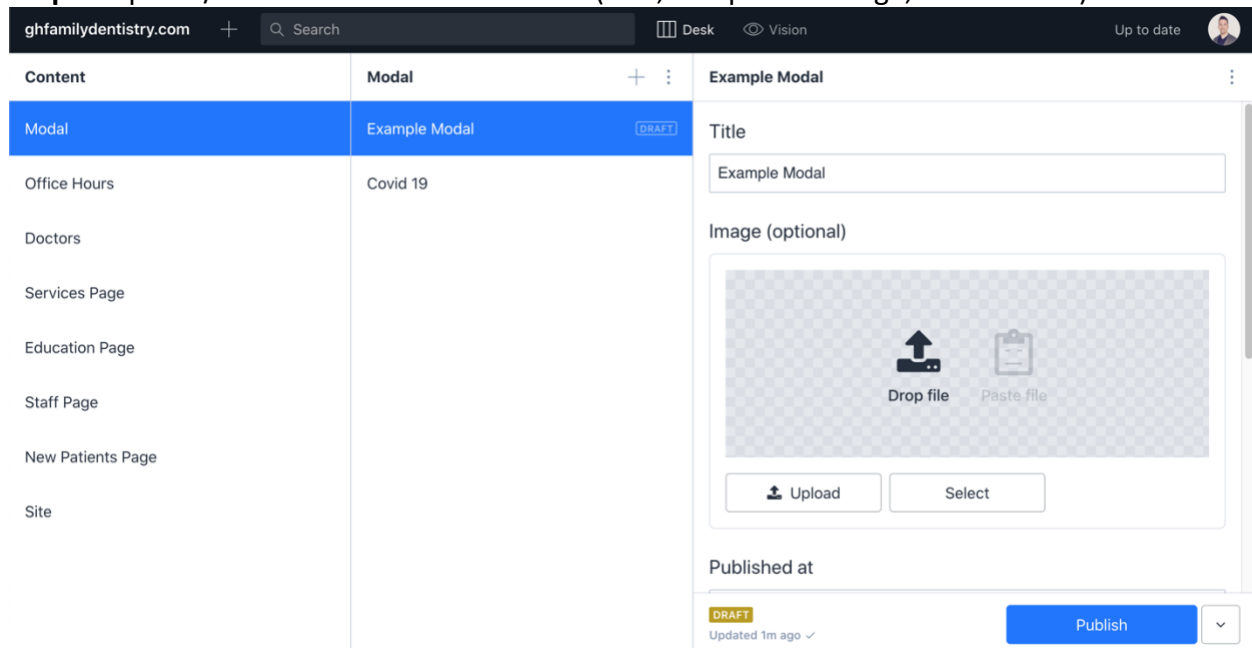 ghfamilydentistry.com
Search
Desk
Vision
Up to date
Content
Modal
Office Hours
Doctors
Services Page
Education Page
Staff Page
New Patients Page
Site
Modal
Example Modal DRAFT
Covid 19
Example Modal
Title
Example Modal
Image (optional)
Drop file
Paste file
Upload
Select
Published at
DRAFT
Updated 1m ago
Publish